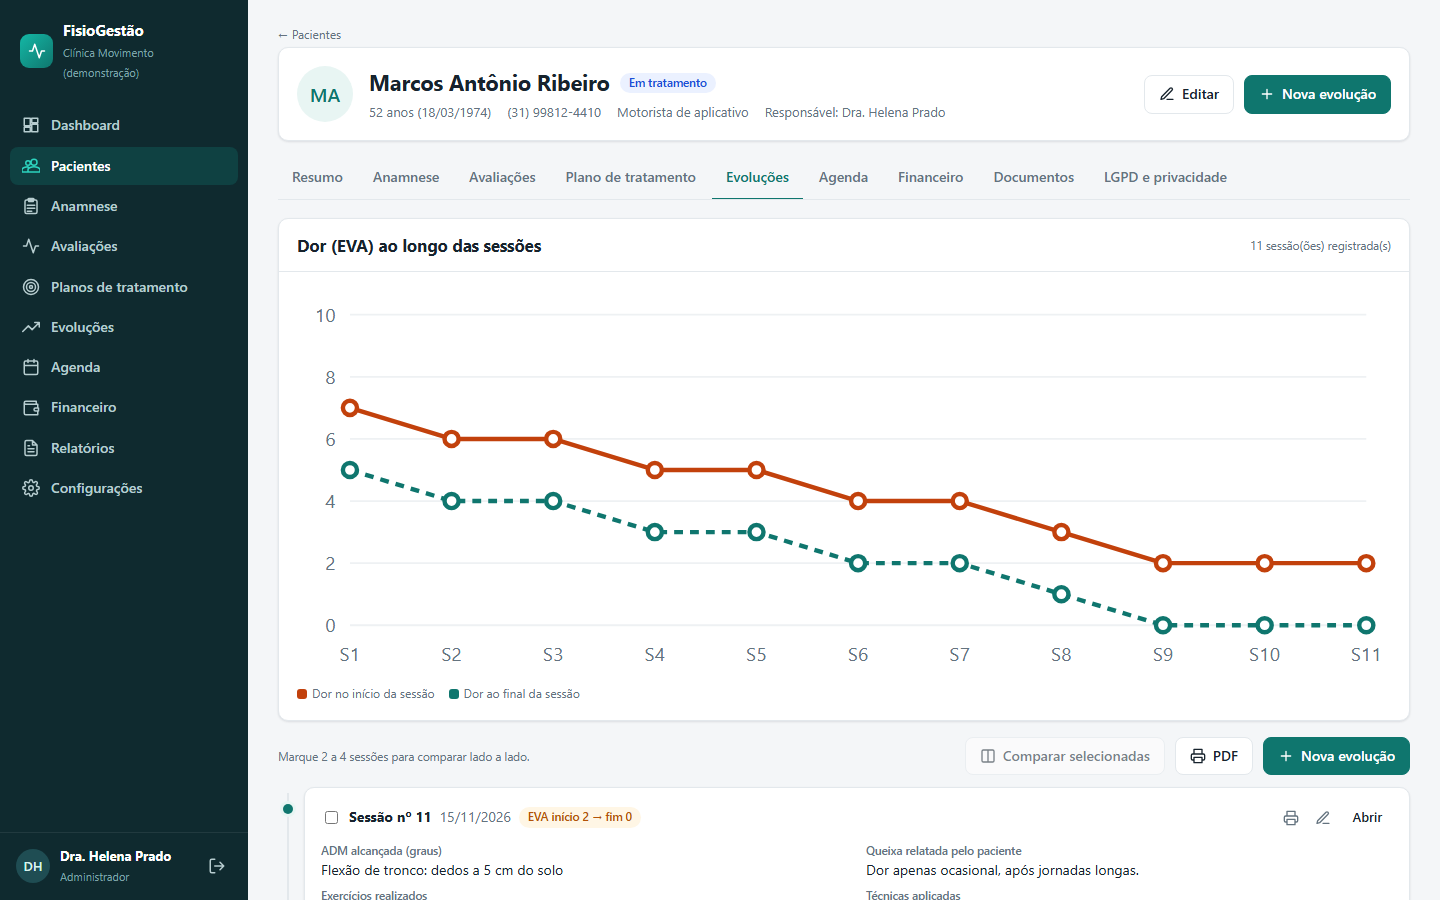 FisioGestão
Clínica Movimento
(demonstração)
Dashboard
Pacientes
Anamnese
Avaliações
Planos de tratamento
Evoluções
Agenda
Financeiro
Relatórios
Configurações
DH
Dra. Helena Prado
Administrador
← Pacientes
MA
Marcos Antônio Ribeiro
Em tratamento
52 anos (18/03/1974) (31) 99812-4410 Motorista de aplicativo Responsável: Dra. Helena Prado
Editar
+ Nova evolução
Resumo Anamnese Avaliações Plano de tratamento Evoluções Agenda Financeiro Documentos LGPD e privacidade
Dor (EVA) ao longo das sessões
11 sessão(ões) registrada(s)
10
8
6
4
2
0
S1 S2 S3 S4 S5 S6 S7 S8 S9 S10 S11
Dor no início da sessão Dor ao final da sessão
Marque 2 a 4 sessões para comparar lado a lado.
Comparar selecionadas
PDF
+ Nova evolução
Sessão nº 11 15/11/2026 EVA início 2 → fim 0
Abrir
ADM alcançada (graus)
Flexão de tronco: dedos a 5 cm do solo
Queixa relatada pelo paciente
Dor apenas ocasional, após jornadas longas.
Exercícios realizados
Técnicas aplicadas